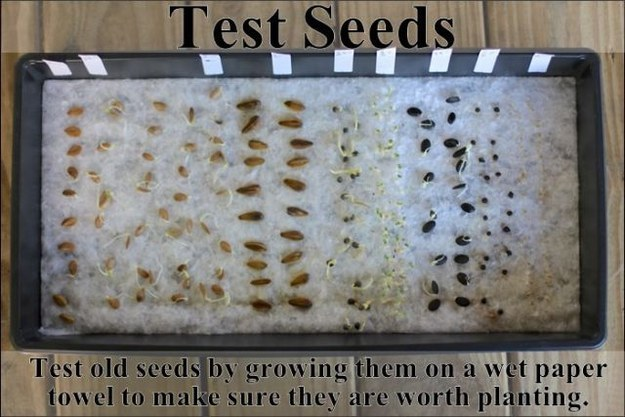 Test Seeds
Test old seeds by growing them on a wet paper
towel to make sure they are worth planting.